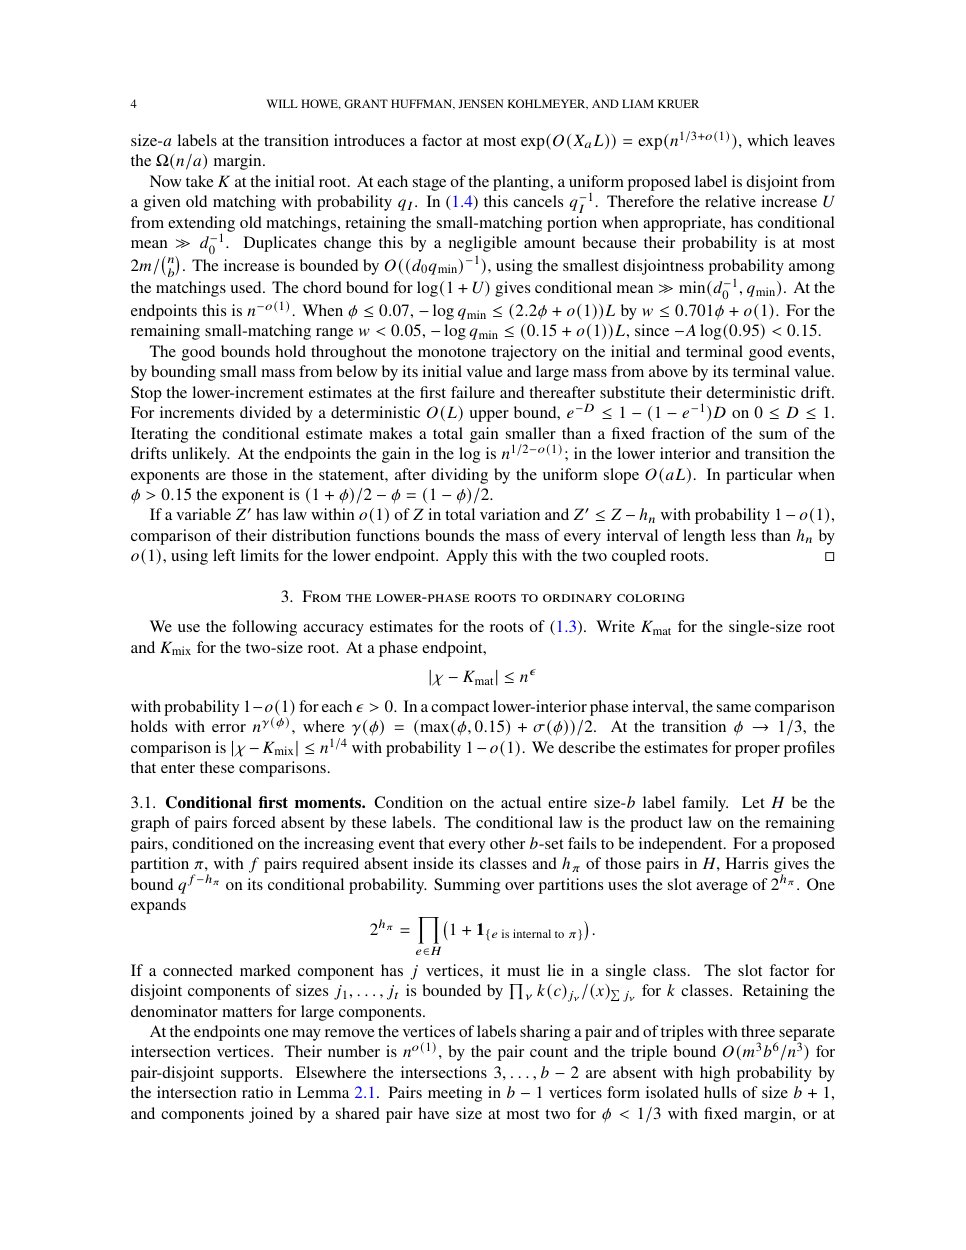 4 WILL HOWE, GRANT HUFFMAN, JENSEN KOHLMEYER, AND LIAM KRUER
size-a labels at the transition introduces a factor at most exp(O(X_a L)) = exp(n^{1/3+o(1)}), which leaves
the Ω(n/a) margin.
Now take K at the initial root. At each stage of the planting, a uniform proposed label is disjoint from
a given old matching with probability q_I. In (1.4) this cancels q_I^{-1}. Therefore the relative increase U
from extending old matchings, retaining the small-matching portion when appropriate, has conditional
mean ≫ d_0^{-1}. Duplicates change this by a negligible amount because their probability is at most
2m/\binom{n}{b}. The increase is bounded by O((d_0 q_min)^{-1}), using the smallest disjointness probability among
the matchings used. The chord bound for log(1 + U) gives conditional mean ≫ min(d_0^{-1}, q_min). At the
endpoints this is n^{-o(1)}. When ϕ ≤ 0.07, − log q_min ≤ (2.2ϕ + o(1))L by w ≤ 0.701ϕ + o(1). For the
remaining small-matching range w < 0.05, − log q_min ≤ (0.15 + o(1))L, since −A log(0.95) < 0.15.
The good bounds hold throughout the monotone trajectory on the initial and terminal good events,
by bounding small mass from below by its initial value and large mass from above by its terminal value.
Stop the lower-increment estimates at the first failure and thereafter substitute their deterministic drift.
For increments divided by a deterministic O(L) upper bound, e^{-D} ≤ 1 − (1 − e^{-1})D on 0 ≤ D ≤ 1.
Iterating the conditional estimate makes a total gain smaller than a fixed fraction of the sum of the
drifts unlikely. At the endpoints the gain in the log is n^{1/2−o(1)}; in the lower interior and transition the
exponents are those in the statement, after dividing by the uniform slope O(aL). In particular when
ϕ > 0.15 the exponent is (1 + ϕ)/2 − ϕ = (1 − ϕ)/2.
If a variable Z′ has law within o(1) of Z in total variation and Z′ ≤ Z − h_n with probability 1 − o(1),
comparison of their distribution functions bounds the mass of every interval of length less than h_n by
o(1), using left limits for the lower endpoint. Apply this with the two coupled roots. □
3. From the lower-phase roots to ordinary coloring
We use the following accuracy estimates for the roots of (1.3). Write K_mat for the single-size root
and K_mix for the two-size root. At a phase endpoint,
|χ − K_mat| ≤ n^ϵ
with probability 1−o(1) for each ϵ > 0. In a compact lower-interior phase interval, the same comparison
holds with error n^{γ(ϕ)}, where γ(ϕ) = (max(ϕ, 0.15) + σ(ϕ))/2. At the transition ϕ → 1/3, the
comparison is |χ − K_mix| ≤ n^{1/4} with probability 1 − o(1). We describe the estimates for proper profiles
that enter these comparisons.
3.1. Conditional first moments. Condition on the actual entire size-b label family. Let H be the
graph of pairs forced absent by these labels. The conditional law is the product law on the remaining
pairs, conditioned on the increasing event that every other b-set fails to be independent. For a proposed
partition π, with f pairs required absent inside its classes and h_π of those pairs in H, Harris gives the
bound q^{f−h_π} on its conditional probability. Summing over partitions uses the slot average of 2^{h_π}. One
expands
2^{h_π} = ∏_{e∈H} (1 + 1_{{e is internal to π}}).
If a connected marked component has j vertices, it must lie in a single class. The slot factor for
disjoint components of sizes j_1, . . . , j_t is bounded by ∏_ν k(c)_{j_ν}/(x)_{∑ j_ν} for k classes. Retaining the
denominator matters for large components.
At the endpoints one may remove the vertices of labels sharing a pair and of triples with three separate
intersection vertices. Their number is n^{o(1)}, by the pair count and the triple bound O(m^3b^6/n^3) for
pair-disjoint supports. Elsewhere the intersections 3, . . . , b − 2 are absent with high probability by
the intersection ratio in Lemma 2.1. Pairs meeting in b − 1 vertices form isolated hulls of size b + 1,
and components joined by a shared pair have size at most two for ϕ < 1/3 with fixed margin, or at